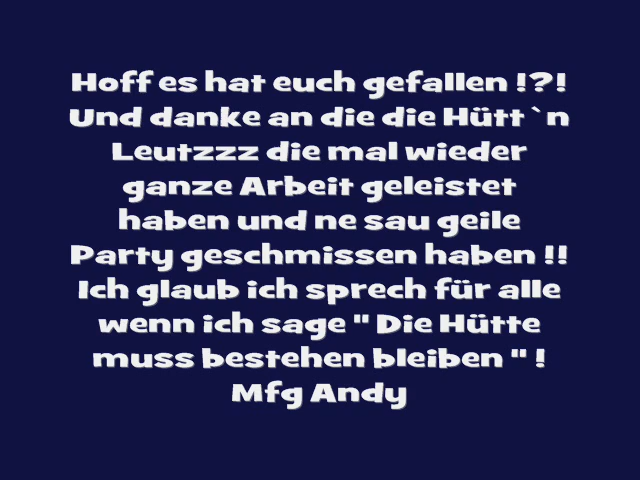 Hoff es hat euch gefallen !?!
Und danke an die die Hütt`n
Leutzzz die mal wieder
ganze Arbeit geleistet
haben und ne sau geile
Party geschmissen haben !!
Ich glaub ich sprech für alle
wenn ich sage " Die Hütte
muss bestehen bleiben " !
Mfg Andy